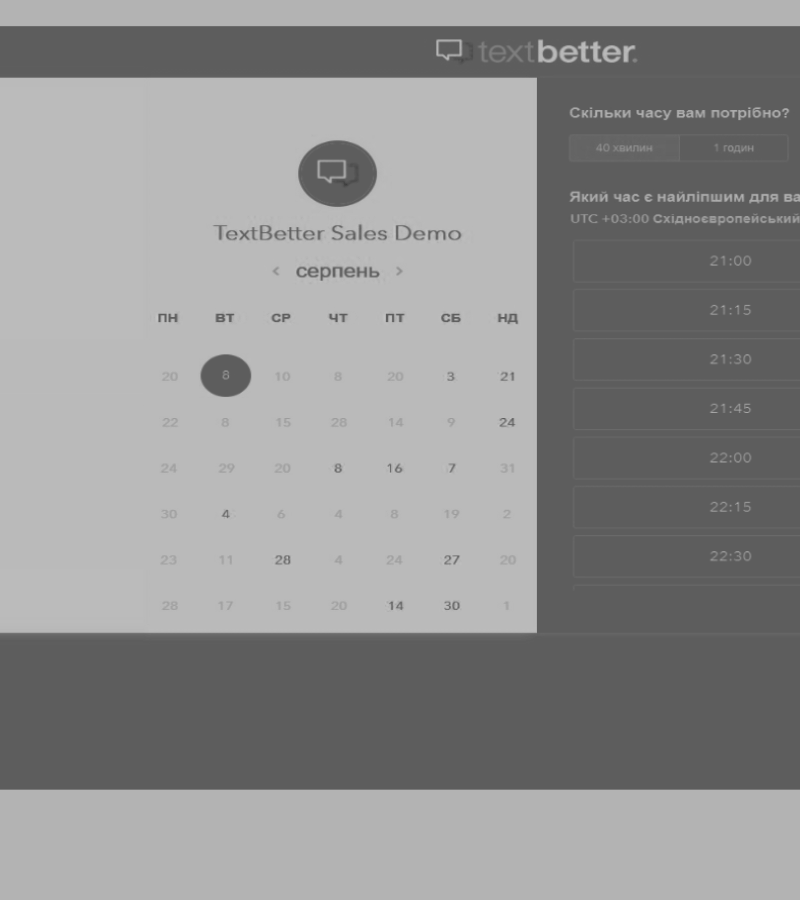 textbetter.
TextBetter Sales Demo
< серпень >
ПН ВТ СР ЧТ ПТ СБ НД
20 8 10 8 20 3 21
22 8 15 28 14 9 24
24 29 20 8 16 7 31
30 4 6 4 8 19 2
23 11 28 4 24 27 20
28 17 15 20 14 30 1
Скільки часу вам потрібно?
40 хвилин 1 годин
Який час є найліпшим для ва
UTC +03:00 Східноєвропейський
21:00
21:15
21:30
21:45
22:00
22:15
22:30